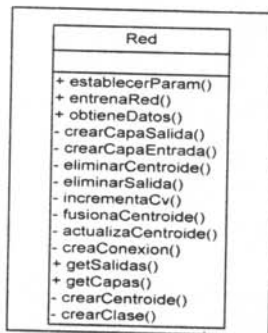 Red
+ establecerParam()
+ entrenaRed()
+ obtieneDatos()
- crearCapaSalida()
- crearCapaEntrada()
- eliminarCentroide()
- eliminarSalida()
- incrementaCv()
- fusionaCentroide()
- actualizaCentroide()
- creaConexion()
+ getSalidas()
+ getCapas()
- crearCentroide()
- crearClase()